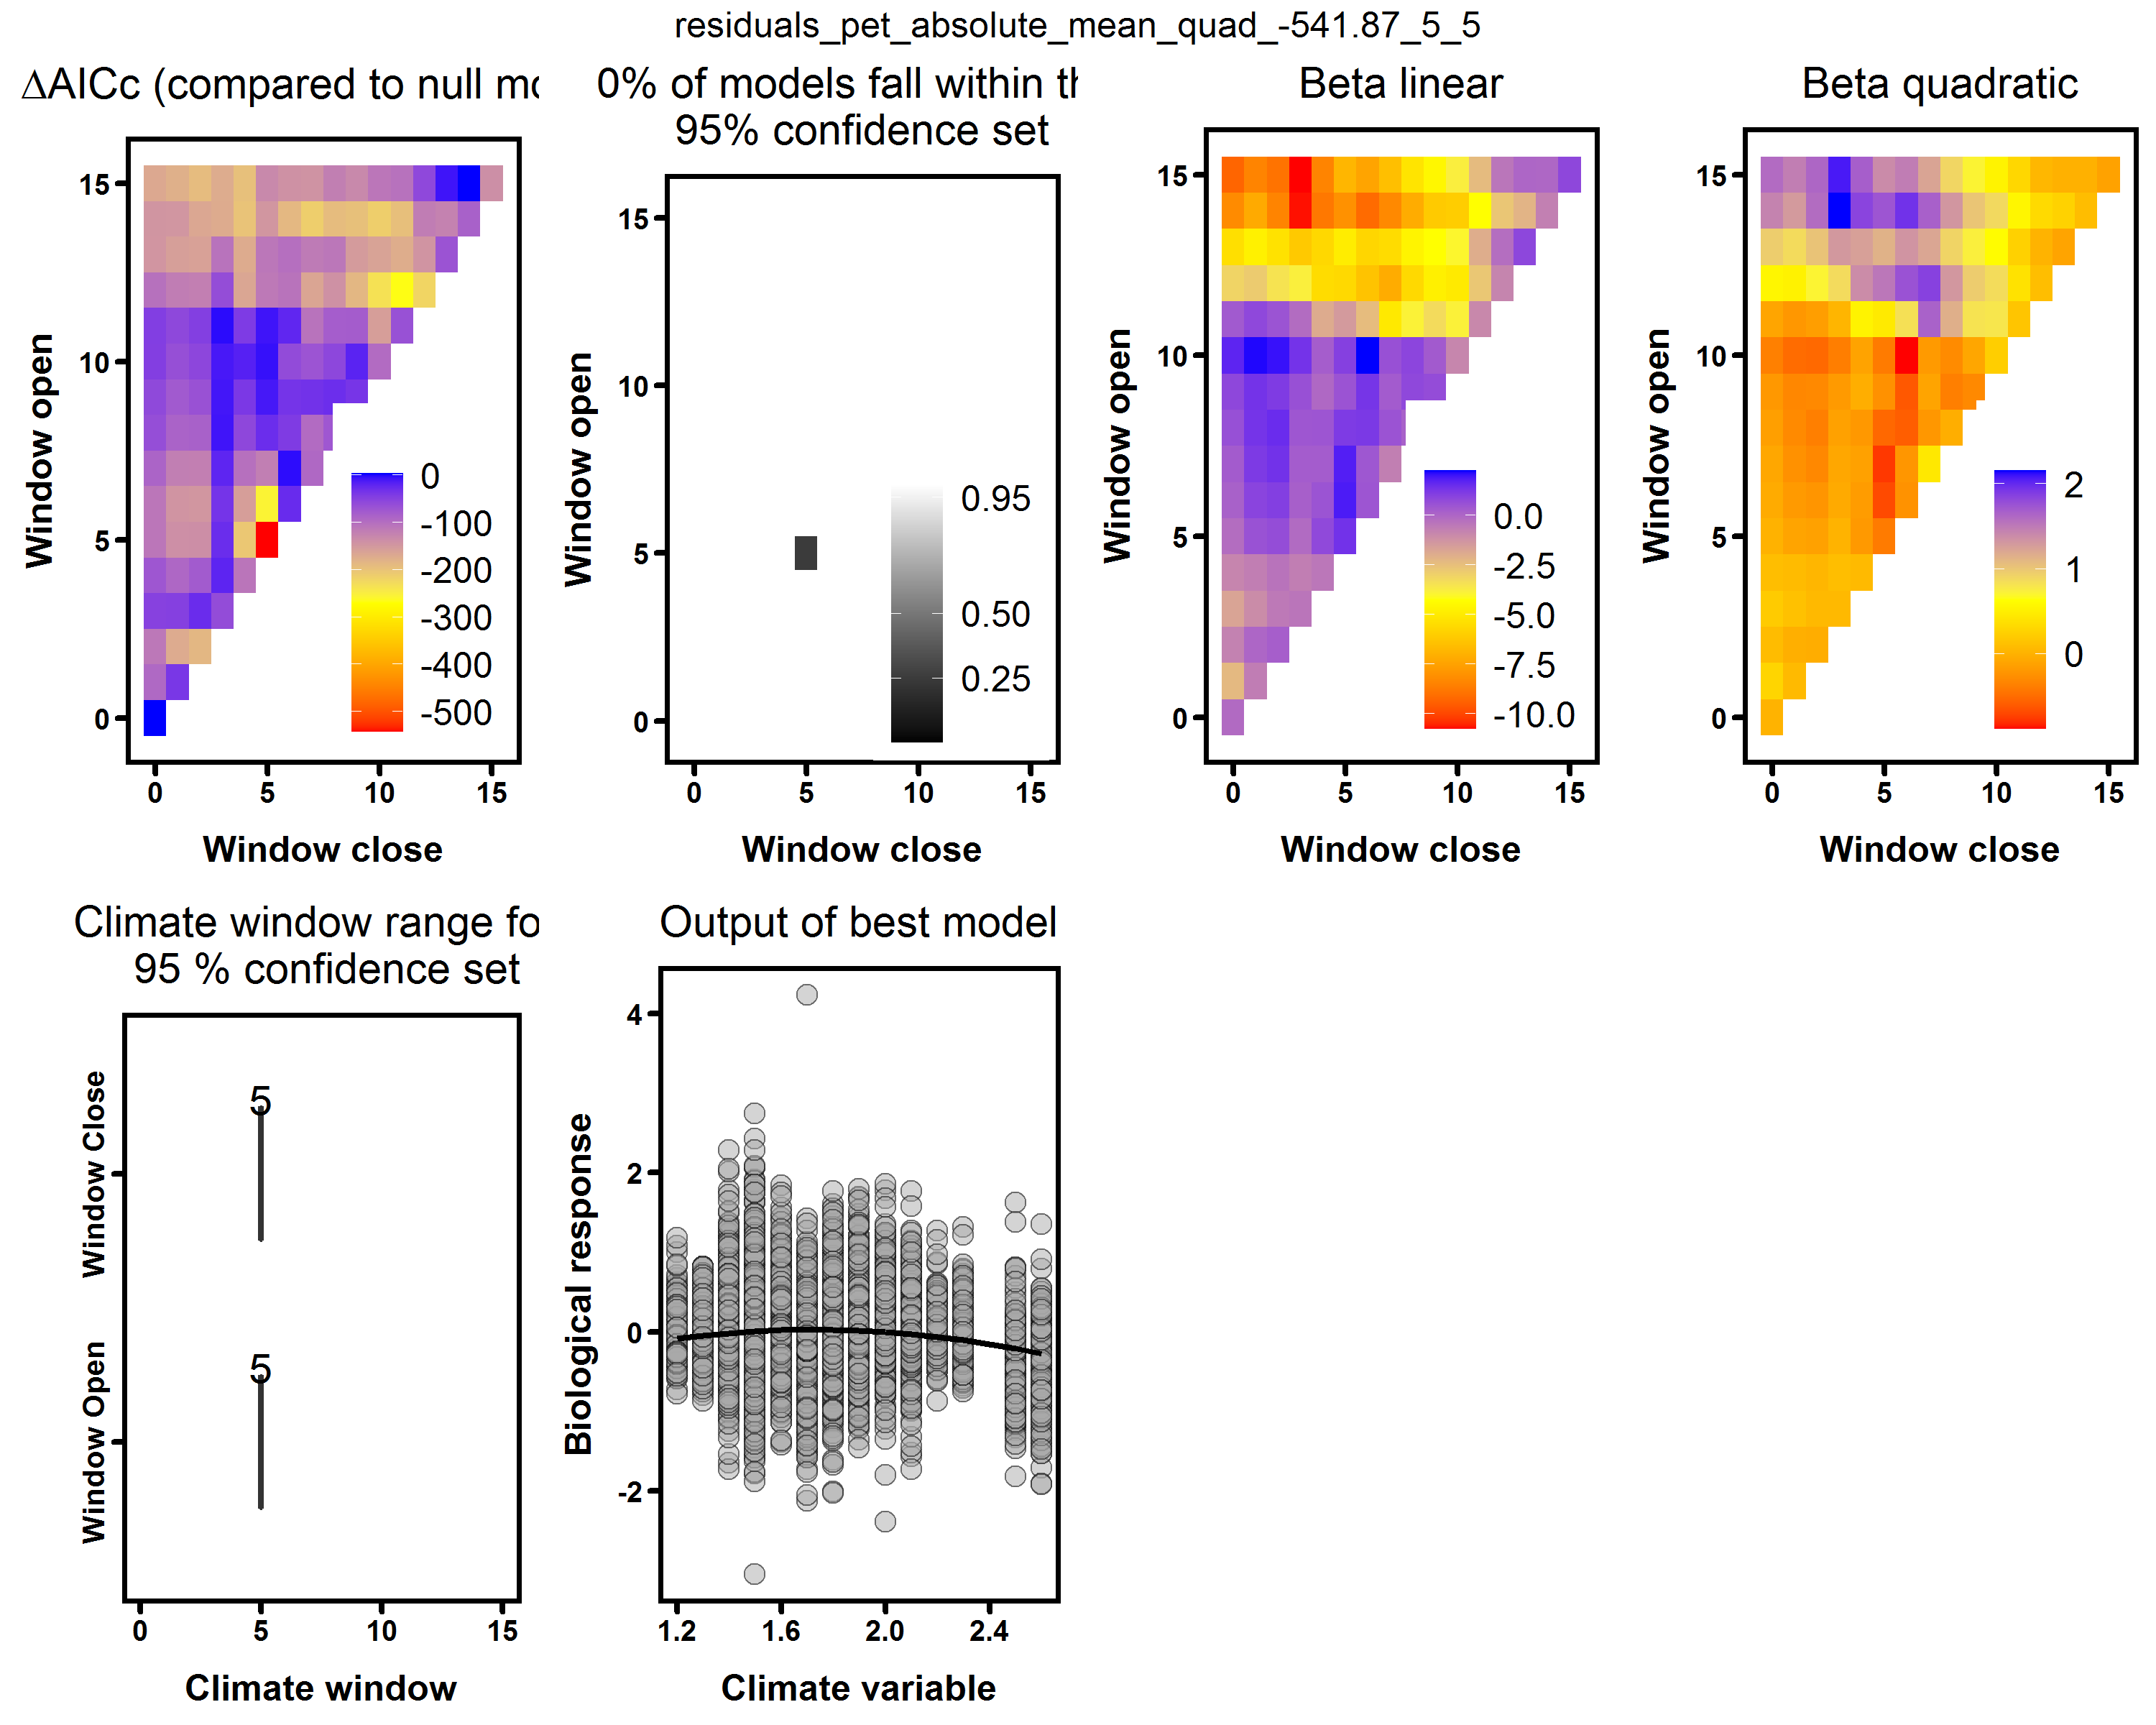 residuals_pet_absolute_mean_quad_-541.87_5_5
ΔAICc (compared to null mo
Window open
15
10
5
0
0
-100
-200
-300
-400
-500
0 5 10 15
Window close
0% of models fall within th
95% confidence set
Window open
15
10
5
0
0.95
0.50
0.25
0 5 10 15
Window close
Beta linear
Window open
15
10
5
0
0.0
-2.5
-5.0
-7.5
-10.0
0 5 10 15
Window close
Beta quadratic
Window open
15
10
5
0
2
1
0
0 5 10 15
Window close
Climate window range fo
95 % confidence set
Window Close
Window Open
5
5
0 5 10 15
Climate window
Output of best model
Biological response
4
2
0
-2
1.2 1.6 2.0 2.4
Climate variable